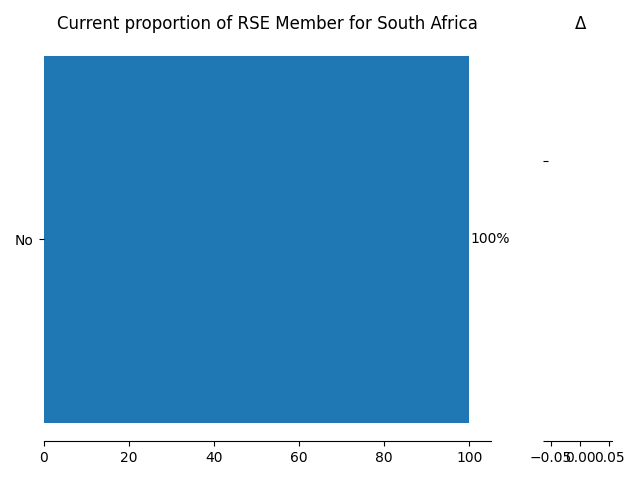 Current proportion of RSE Member for South Africa
Δ
No
100%
0 20 40 60 80 100
−0.05 0.00 0.05